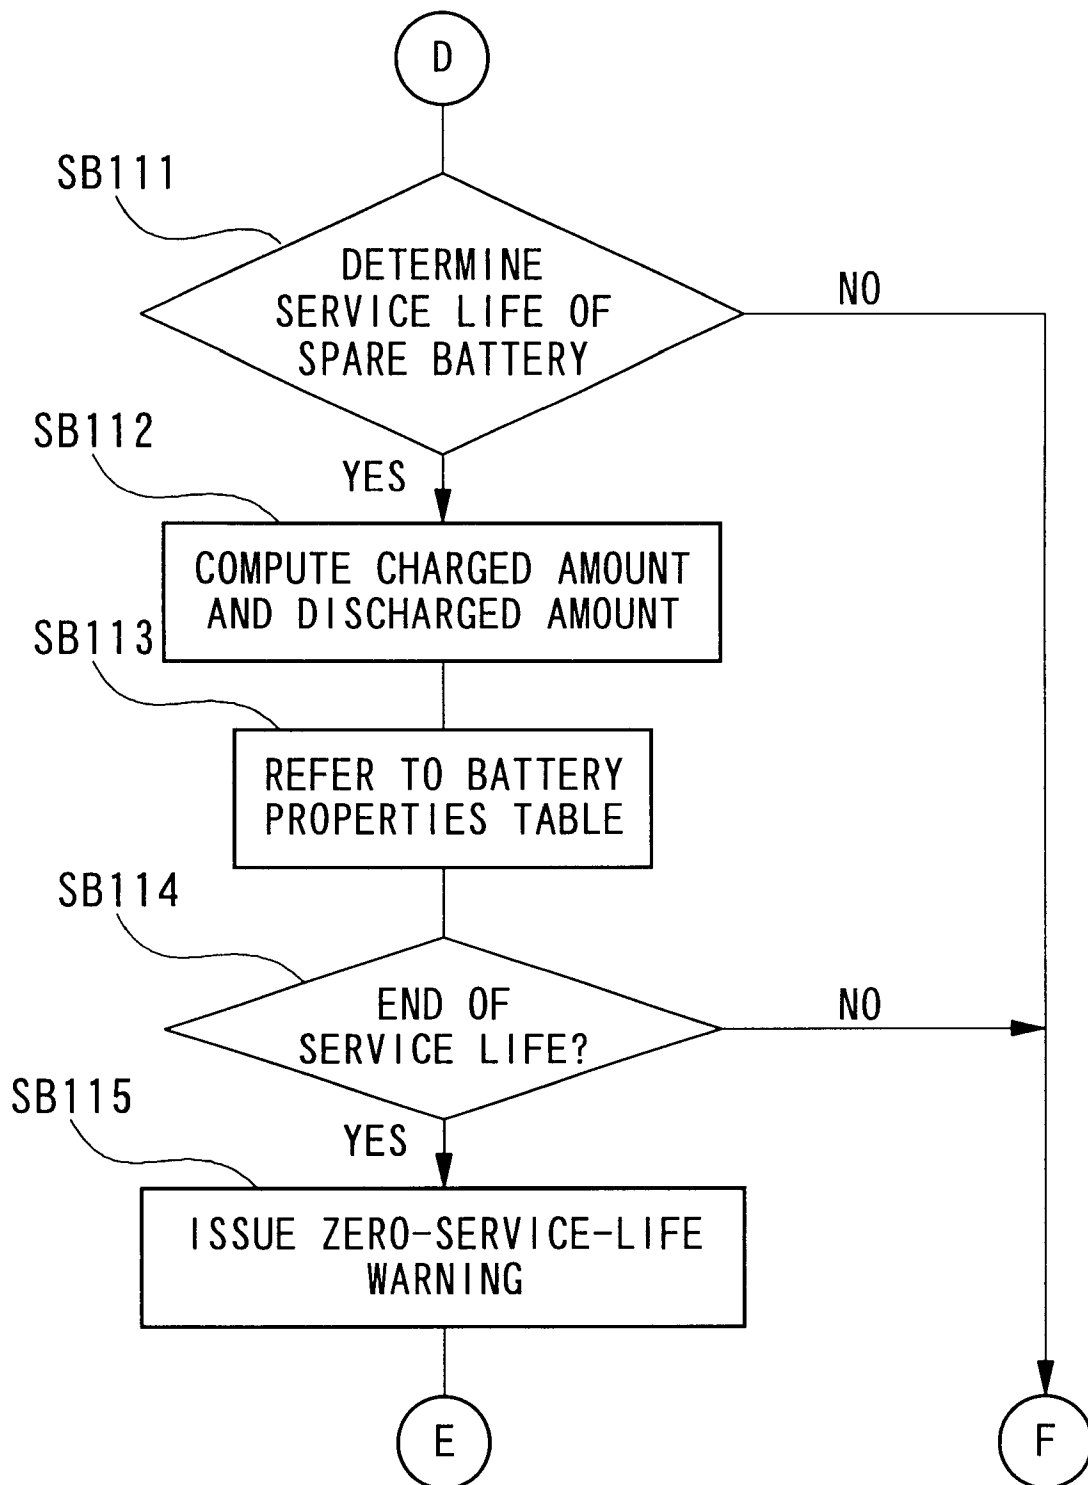 D
SB111
DETERMINE
SERVICE LIFE OF
SPARE BATTERY
NO
SB112
YES
COMPUTE CHARGED AMOUNT
AND DISCHARGED AMOUNT
SB113
REFER TO BATTERY
PROPERTIES TABLE
SB114
END OF
SERVICE LIFE?
NO
SB115
YES
ISSUE ZERO-SERVICE-LIFE
WARNING
E
F